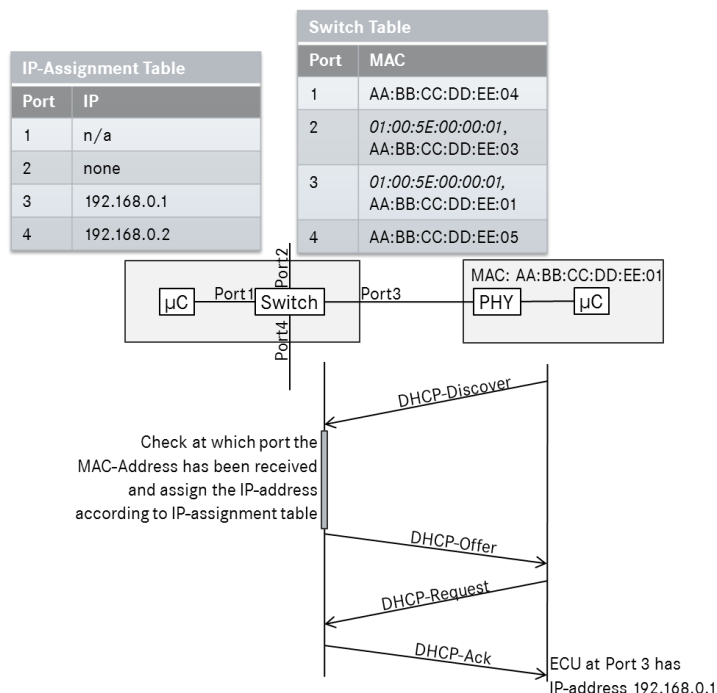 Switch Table
Port MAC
1 AA:BB:CC:DD:EE:04
2 01:00:5E:00:00:01,
AA:BB:CC:DD:EE:03
3 01:00:5E:00:00:01,
AA:BB:CC:DD:EE:01
4 AA:BB:CC:DD:EE:05
IP-Assignment Table
Port IP
1 n/a
2 none
3 192.168.0.1
4 192.168.0.2
Port2
MAC: AA:BB:CC:DD:EE:01
µC Port1 Switch Port3 PHY µC
Port4
DHCP-Discover
Check at which port the
MAC-Address has been received
and assign the IP-address
according to IP-assignment table
DHCP-Offer
DHCP-Request
DHCP-Ack
ECU at Port 3 has
IP-address 192.168.0.1